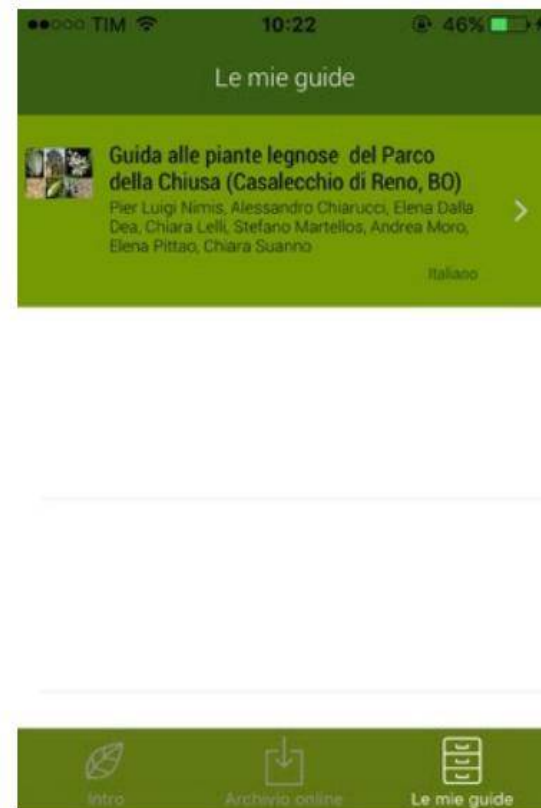 TIM 10:22 46%
Le mie guide
Guida alle piante legnose del Parco
della Chiusa (Casalecchio di Reno, BO)
Pier Luigi Nimis, Alessandro Chiarucci, Elena Dalla
Dea, Chiara Lelli, Stefano Martellos, Andrea Moro,
Elena Pittao, Chiara Suanno
Italiano
Intro Archivio online Le mie guide